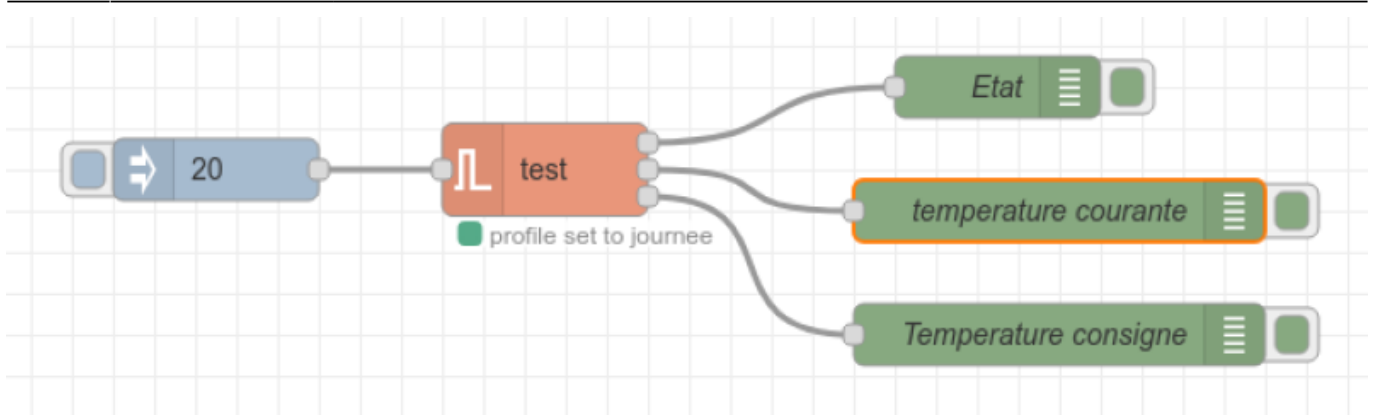 Etat
20
test
temperature courante
profile set to journee
Temperature consigne